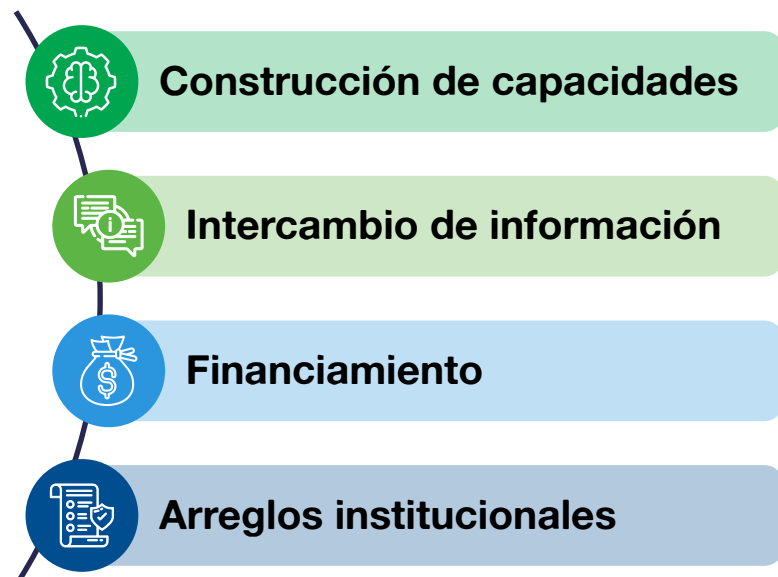 Construcción de capacidades
Intercambio de información
Financiamiento
Arreglos institucionales